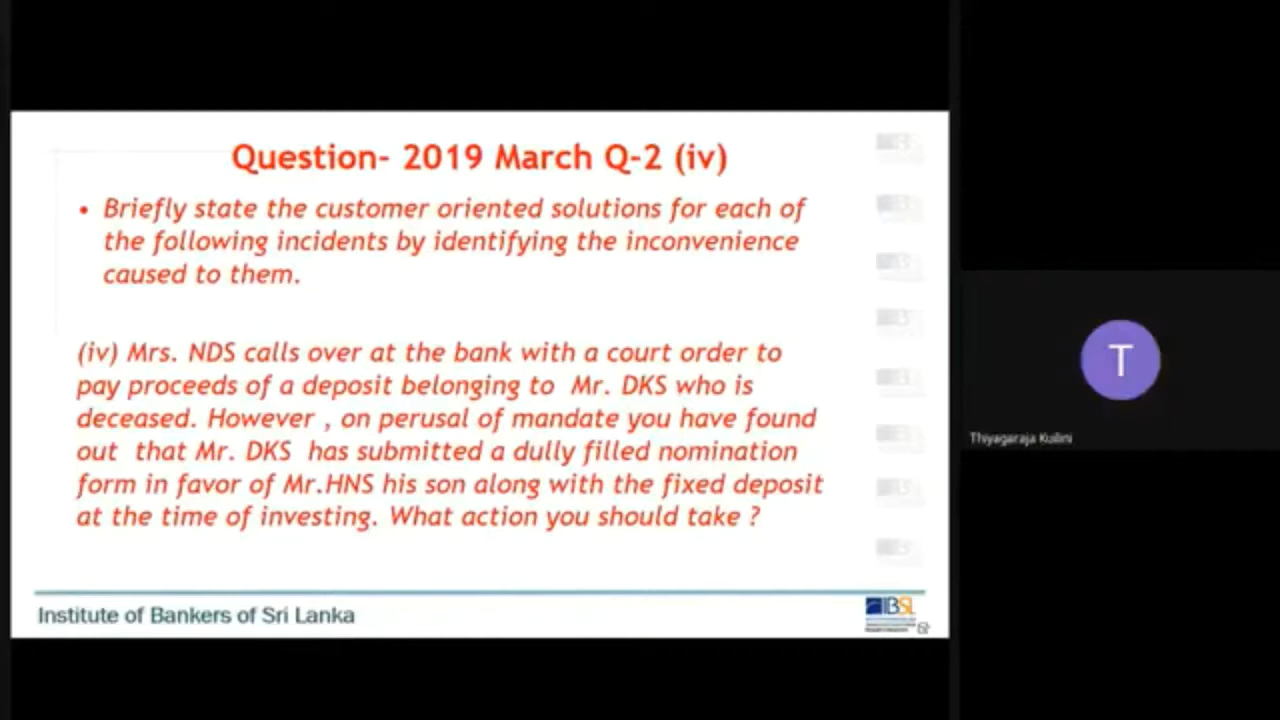 Question- 2019 March Q-2 (iv)
• Briefly state the customer oriented solutions for each of
the following incidents by identifying the inconvenience
caused to them.
(iv) Mrs. NDS calls over at the bank with a court order to
pay proceeds of a deposit belonging to Mr. DKS who is
deceased. However , on perusal of mandate you have found
out that Mr. DKS has submitted a dully filled nomination
form in favor of Mr.HNS his son along with the fixed deposit
at the time of investing. What action you should take ?
Institute of Bankers of Sri Lanka
IBSL
T
Thiyagaraja